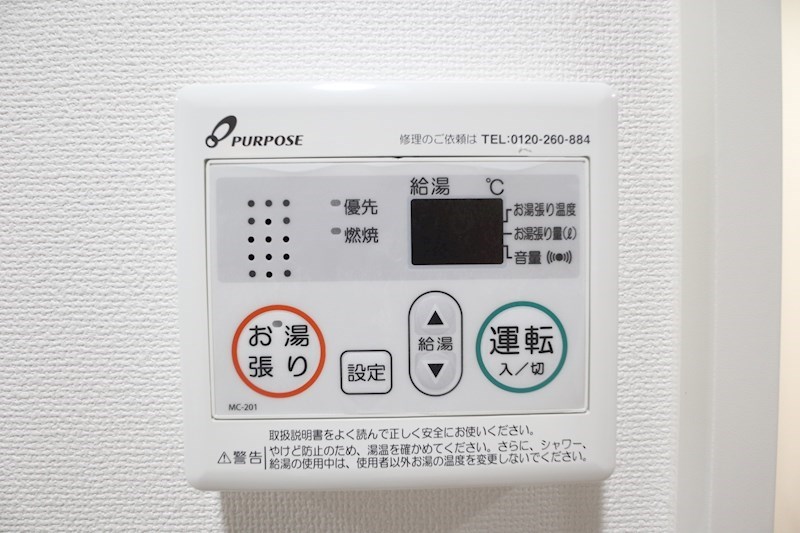 PURPOSE
修理のご依頼は TEL:0120-260-884
給湯 ℃
優先
燃焼
お湯張り温度
お湯張り量(ℓ)
音量
お湯
張り
設定
給湯
運転
入/切
MC-201
取扱説明書をよく読んで正しく安全にお使いください。
⚠警告
やけど防止のため、湯温を確かめてください。さらに、シャワー、
給湯の使用中は、使用者以外お湯の温度を変更しないでください。